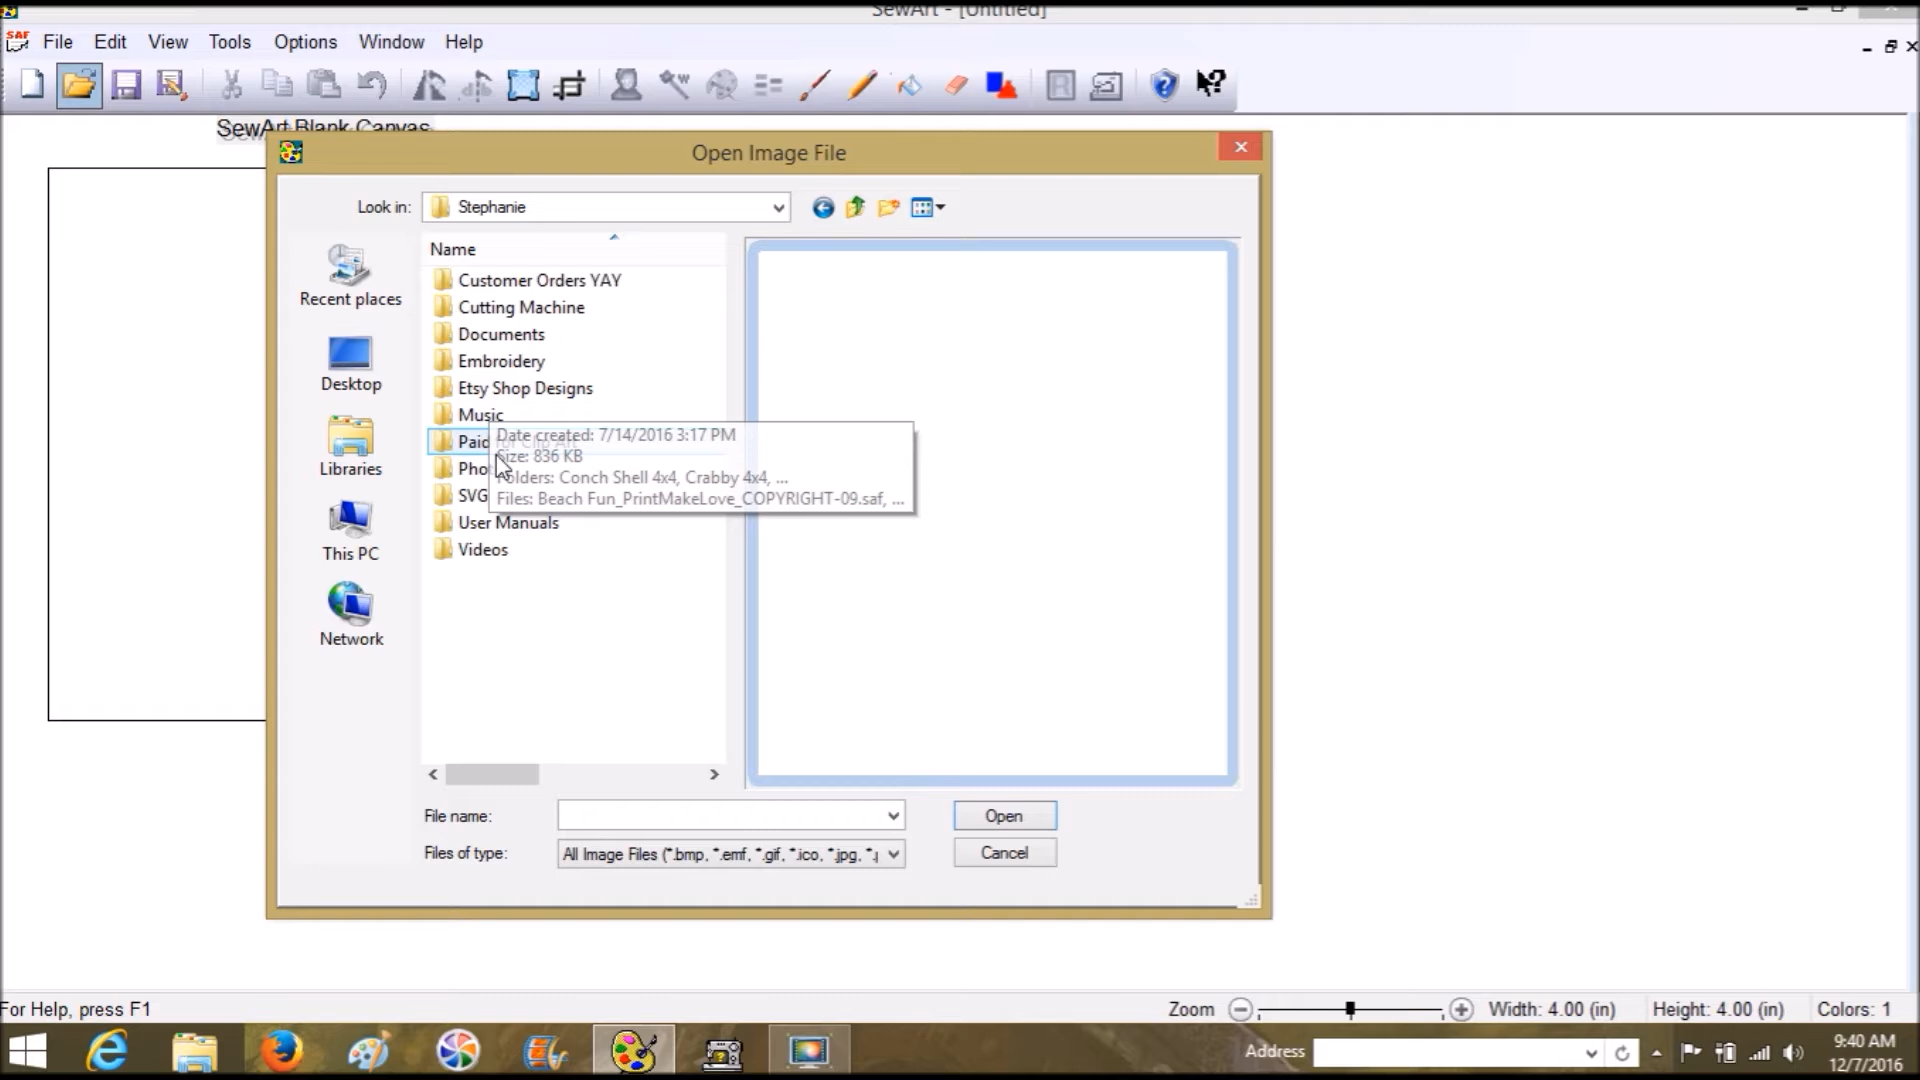 SewArt - [Untitled]
SAF File Edit View Tools Options Window Help
SewArt Blank Canvas
Open Image File
Look in: Stephanie
Recent places
Desktop
Libraries
This PC
Network
Name
Customer Orders YAY
Cutting Machine
Documents
Embroidery
Etsy Shop Designs
Music
Paid for Clip Art
Date created: 7/14/2016 3:17 PM
Size: 836 KB
Pho
Folders: Conch Shell 4x4, Crabby 4x4, ...
SVG
Files: Beach Fun_PrintMakeLove_COPYRIGHT-09.saf, ...
User Manuals
Videos
File name: Open
Files of type: All Image Files (*.bmp, *.emf, *.gif, *.ico, *.jpg, *.j Cancel
For Help, press F1 Zoom Width: 4.00 (in) Height: 4.00 (in) Colors: 1
Address
9:40 AM
12/7/2016